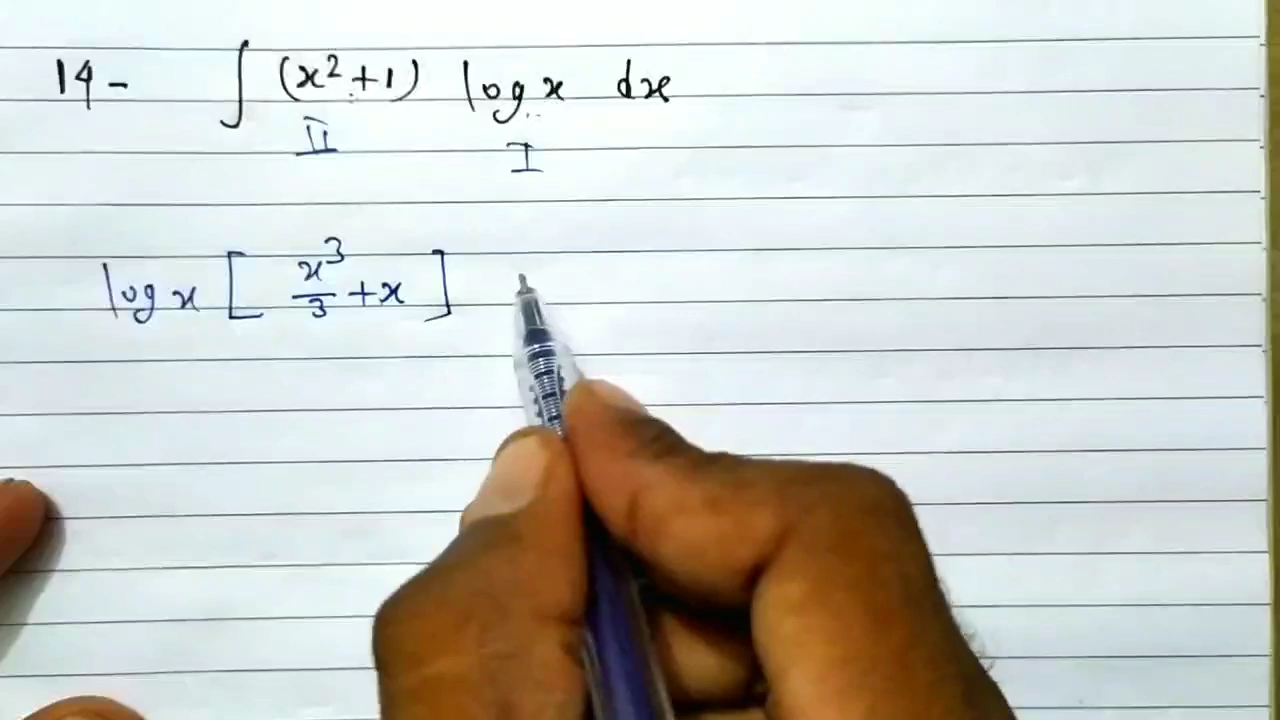 14- ∫ (x² + 1) log x dx
II I
log x [ x³/3 + x ]